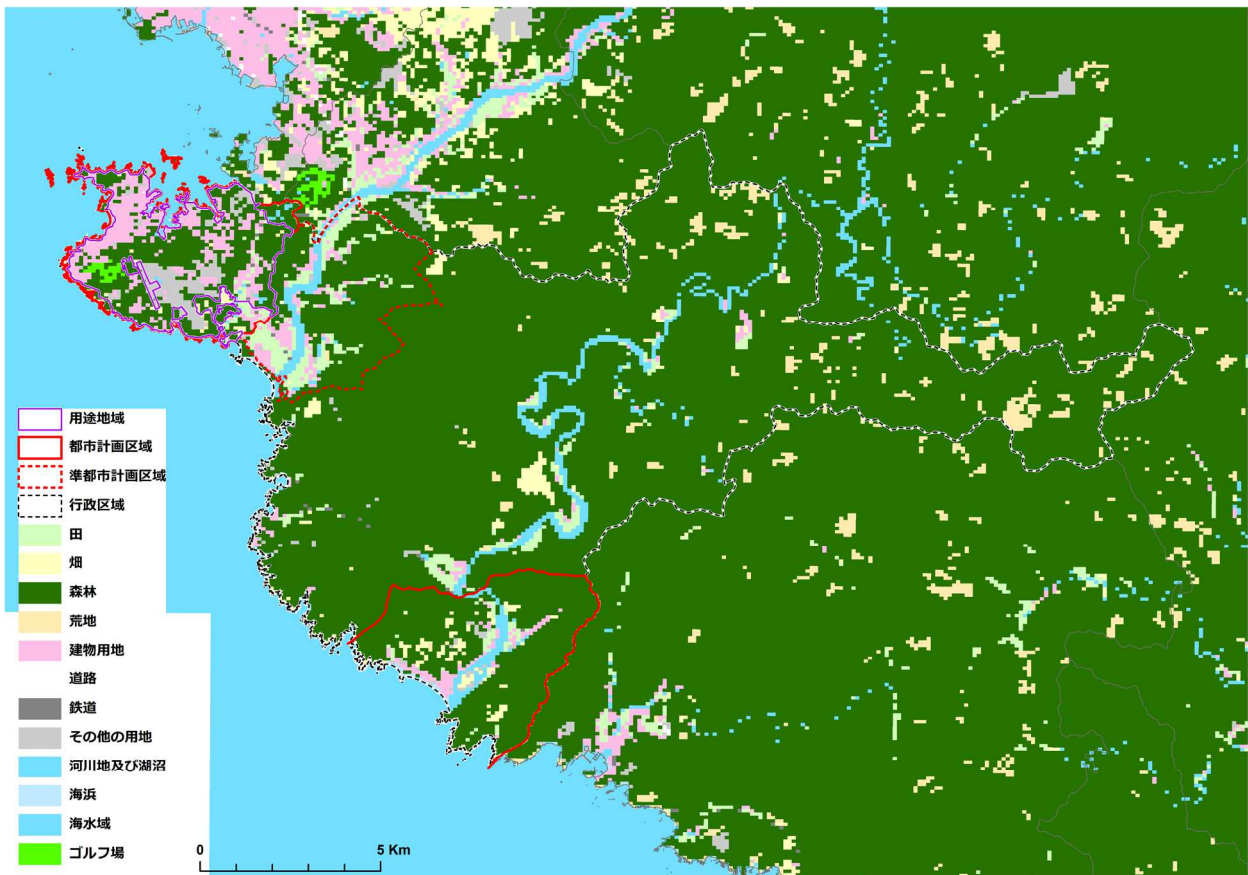 用途地域
都市計画区域
準都市計画区域
行政区域
田
畑
森林
荒地
建物用地
道路
鉄道
その他の用地
河川地及び湖沼
海浜
海水域
ゴルフ場
0 5 Km